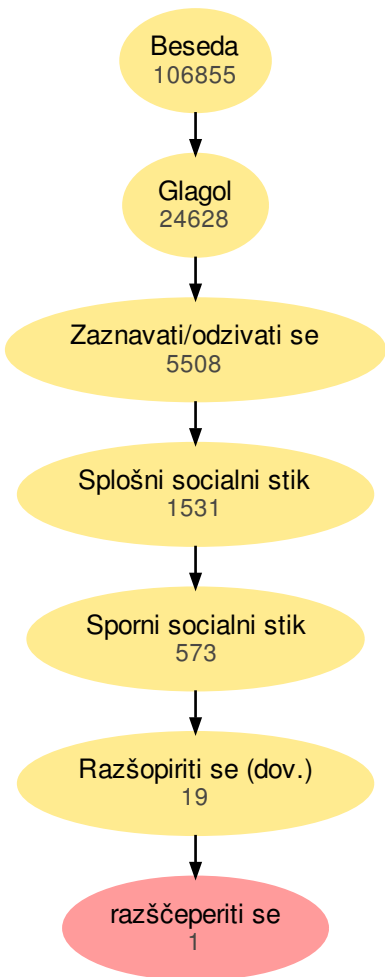 Beseda
106855
Glagol
24628
Zaznavati/odzivati se
5508
Splošni socialni stik
1531
Sporni socialni stik
573
Razšopiriti se (dov.)
19
razščeperiti se
1